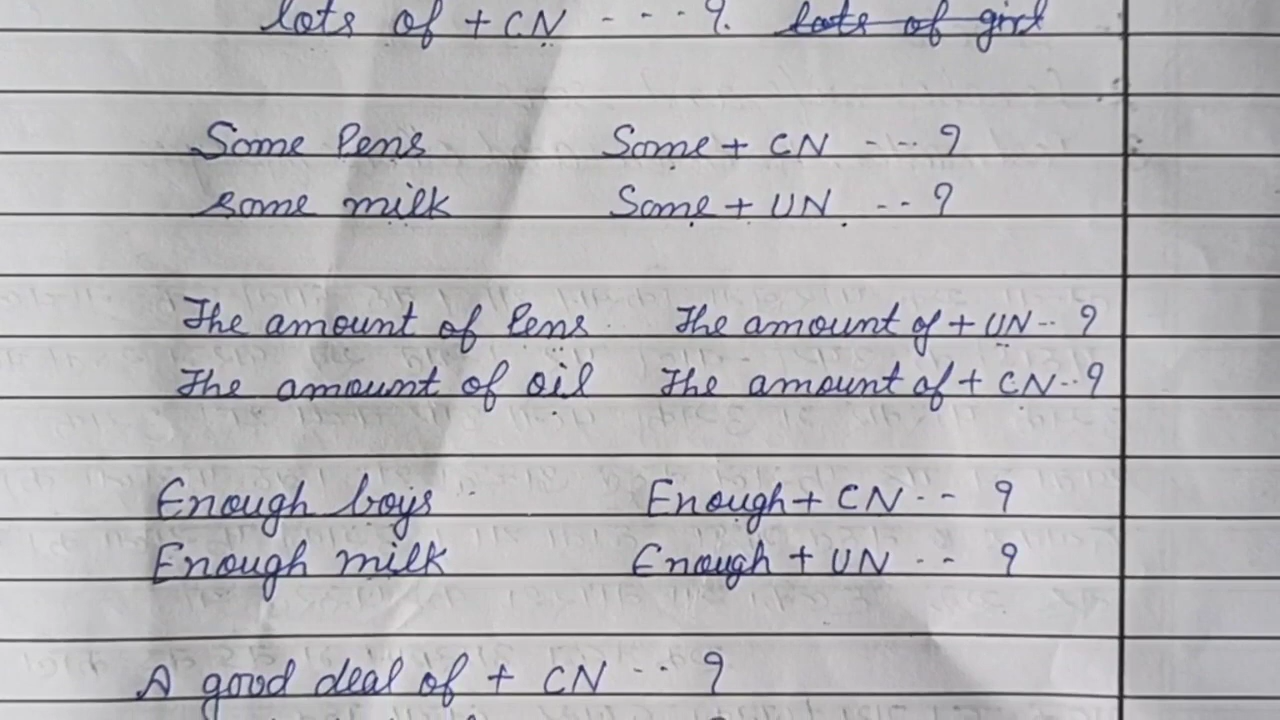 lots of + CN - - - ?. lots of girl
Some Pens Some + CN - - - ?
some milk Some + UN. - - ?
The amount of Pens The amount of + UN - - ?
The amount of oil The amount of + CN - - ?
Enough boys Enough + CN - - - ?
Enough milk Enough + UN - - - ?
A good deal of + CN - - - ?